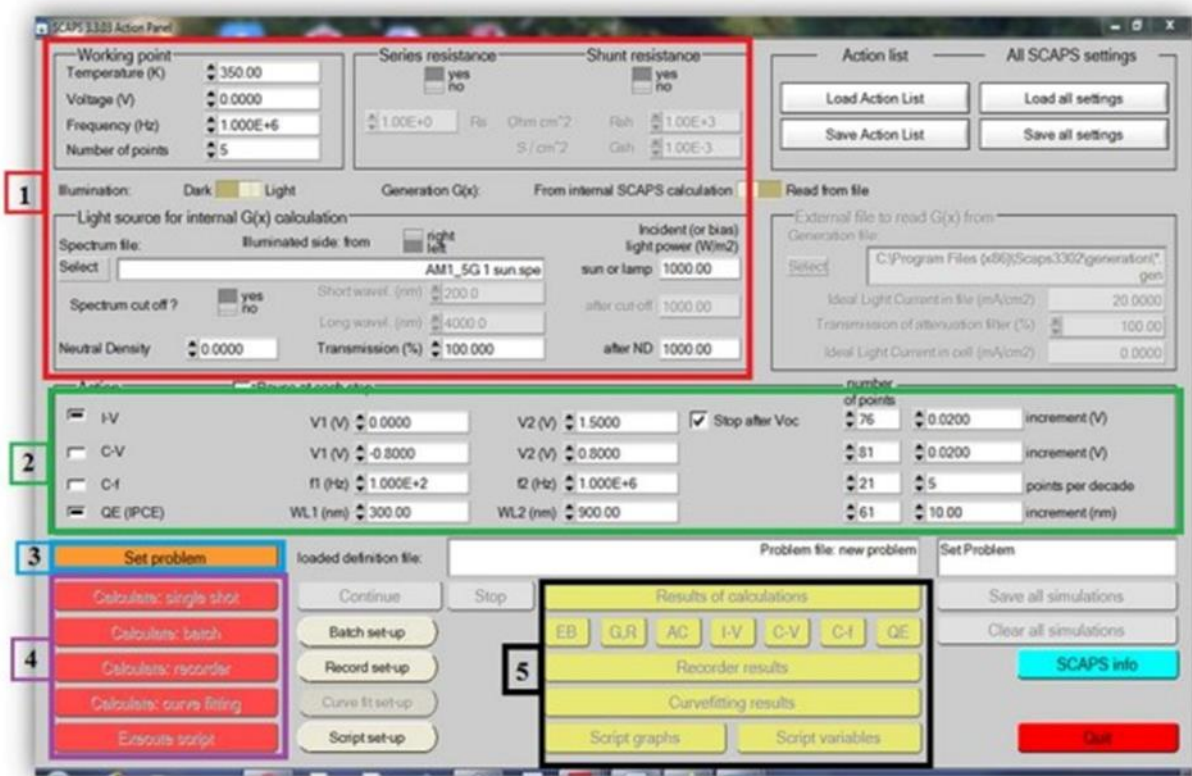 SCAPS 3.3.03 Action Panel
Working point
Temperature (K) 350.00
Voltage (V) 0.0000
Frequency (Hz) 1.000E+6
Number of points 5
Series resistance
yes
no
1.00E+0 Rs Ohm cm^2
S / cm^2
Shunt resistance
yes
no
Rsh 1.00E+3
Gsh 1.00E-3
Action list
Load Action List
Save Action List
All SCAPS settings
Load all settings
Save all settings
1
Illumination: Dark Light Generation G(x): From internal SCAPS calculation Read from file
Light source for internal G(x) calculation
Spectrum file: Illuminated side: from right
left
Incident (or bias)
light power (W/m2)
Select AM1_5G 1 sun.spe sun or lamp 1000.00
Spectrum cut off ? yes
no
Short wavel. (nm) 200.0 after cut-off 1000.00
Long wavel. (nm) 4000.0
Neutral Density 0.0000 Transmission (%) 100.000 after ND 1000.00
External file to read G(x) from
Generation file:
Select C:\Program Files (x86)\Scaps3302\generation\*.
gen
Ideal Light Current in file (mA/cm2) 20.0000
Transmission of attenuation filter (%) 100.00
Ideal Light Current in cell (mA/cm2) 0.0000
Action
number
of points
2
I-V V1 (V) 0.0000 V2 (V) 1.5000 Stop after Voc 76 0.0200 increment (V)
C-V V1 (V) -0.8000 V2 (V) 0.8000 81 0.0200 increment (V)
C-f f1 (Hz) 1.000E+2 f2 (Hz) 1.000E+6 21 5 points per decade
QE (IPCE) WL1 (nm) 300.00 WL2 (nm) 900.00 61 10.00 increment (nm)
3
Set problem loaded definition file: Problem file: new problem Set Problem
4
Calculate: single shot Continue Stop
Calculate: batch Batch set-up
Calculate: recorder Record set-up
Calculate: curve fitting Curve fit set-up
Execute script Script set-up
5
Results of calculations
EB G,R AC I-V C-V C-f QE
Recorder results
Curvefitting results
Script graphs Script variables
Save all simulations
Clear all simulations
SCAPS info
Quit